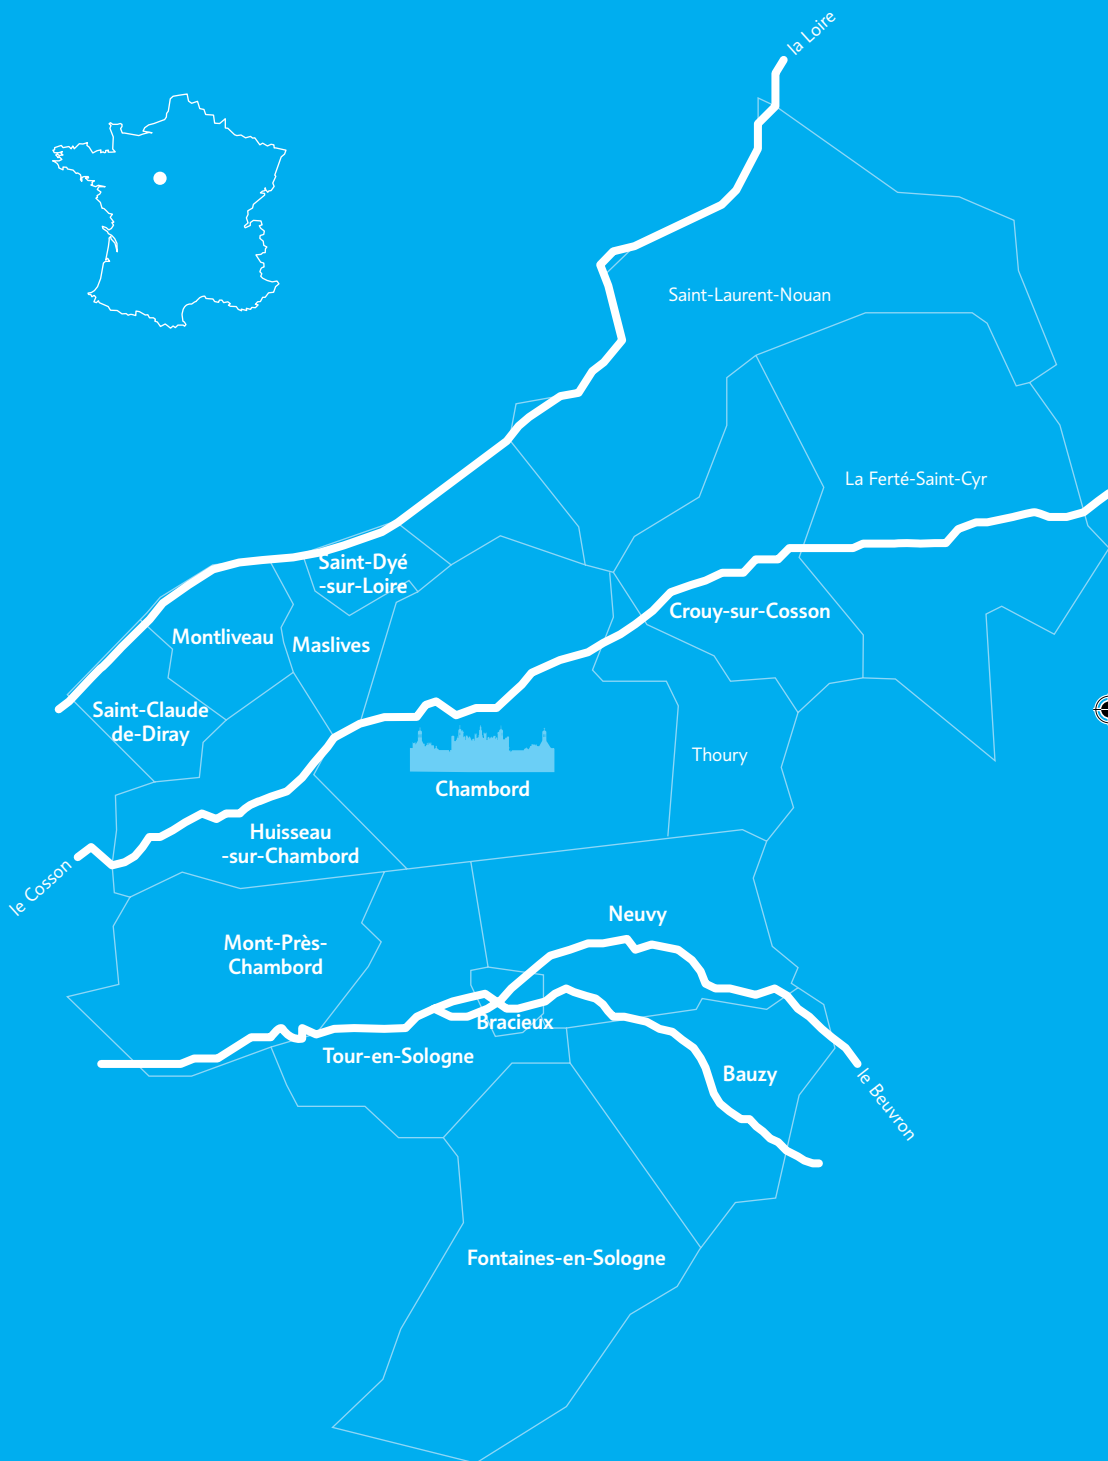 la Loire
Saint-Laurent-Nouan
La Ferté-Saint-Cyr
Saint-Dyé
-sur-Loire
Crouy-sur-Cosson
Montliveau
Maslives
Saint-Claude
de-Diray
Thoury
Chambord
Huisseau
-sur-Chambord
le Cosson
Neuvy
Mont-Près-
Chambord
Bracieux
Tour-en-Sologne
Bauzy
le Beuvron
Fontaines-en-Sologne